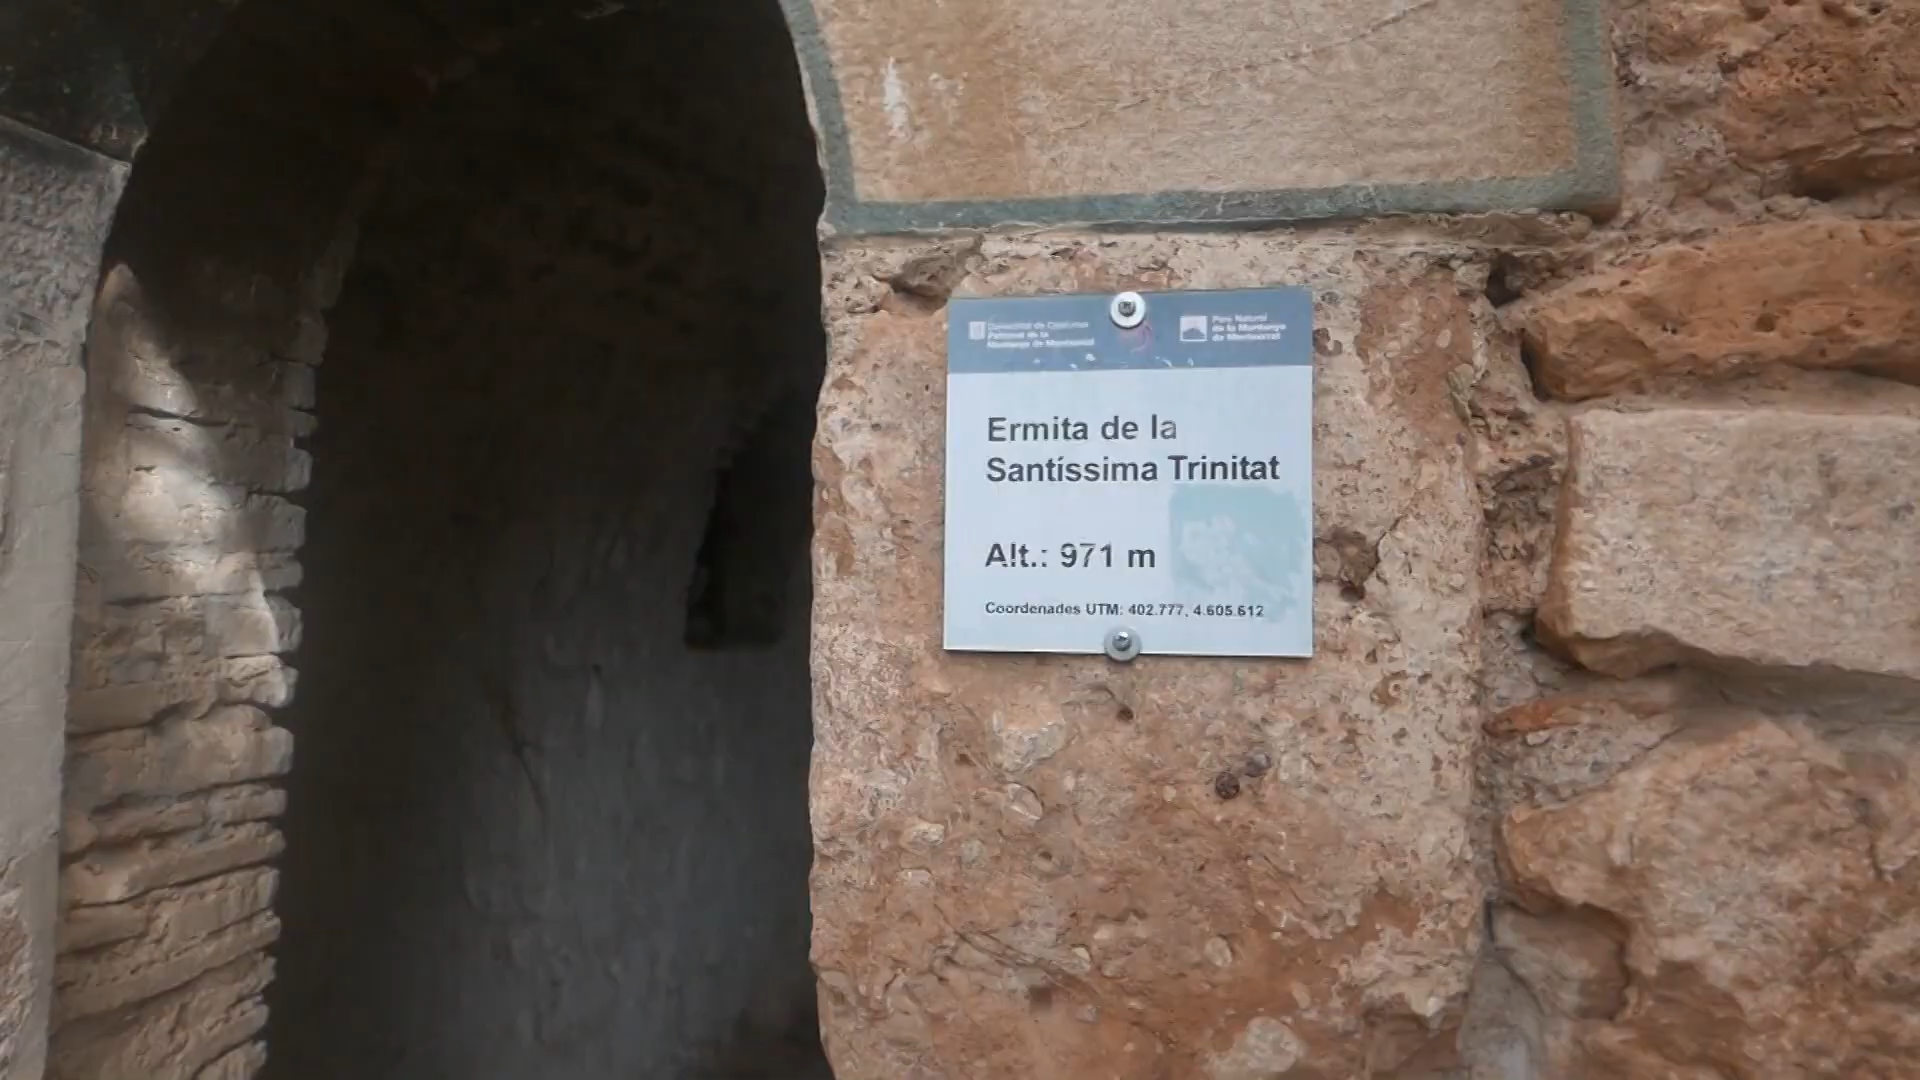 Generalitat de Catalunya
Patronat de la
Muntanya de Montserrat
Parc Natural
de la Muntanya
de Montserrat
Ermita de la
Santíssima Trinitat
Alt.: 971 m
Coordenades UTM: 402.777, 4.605.612